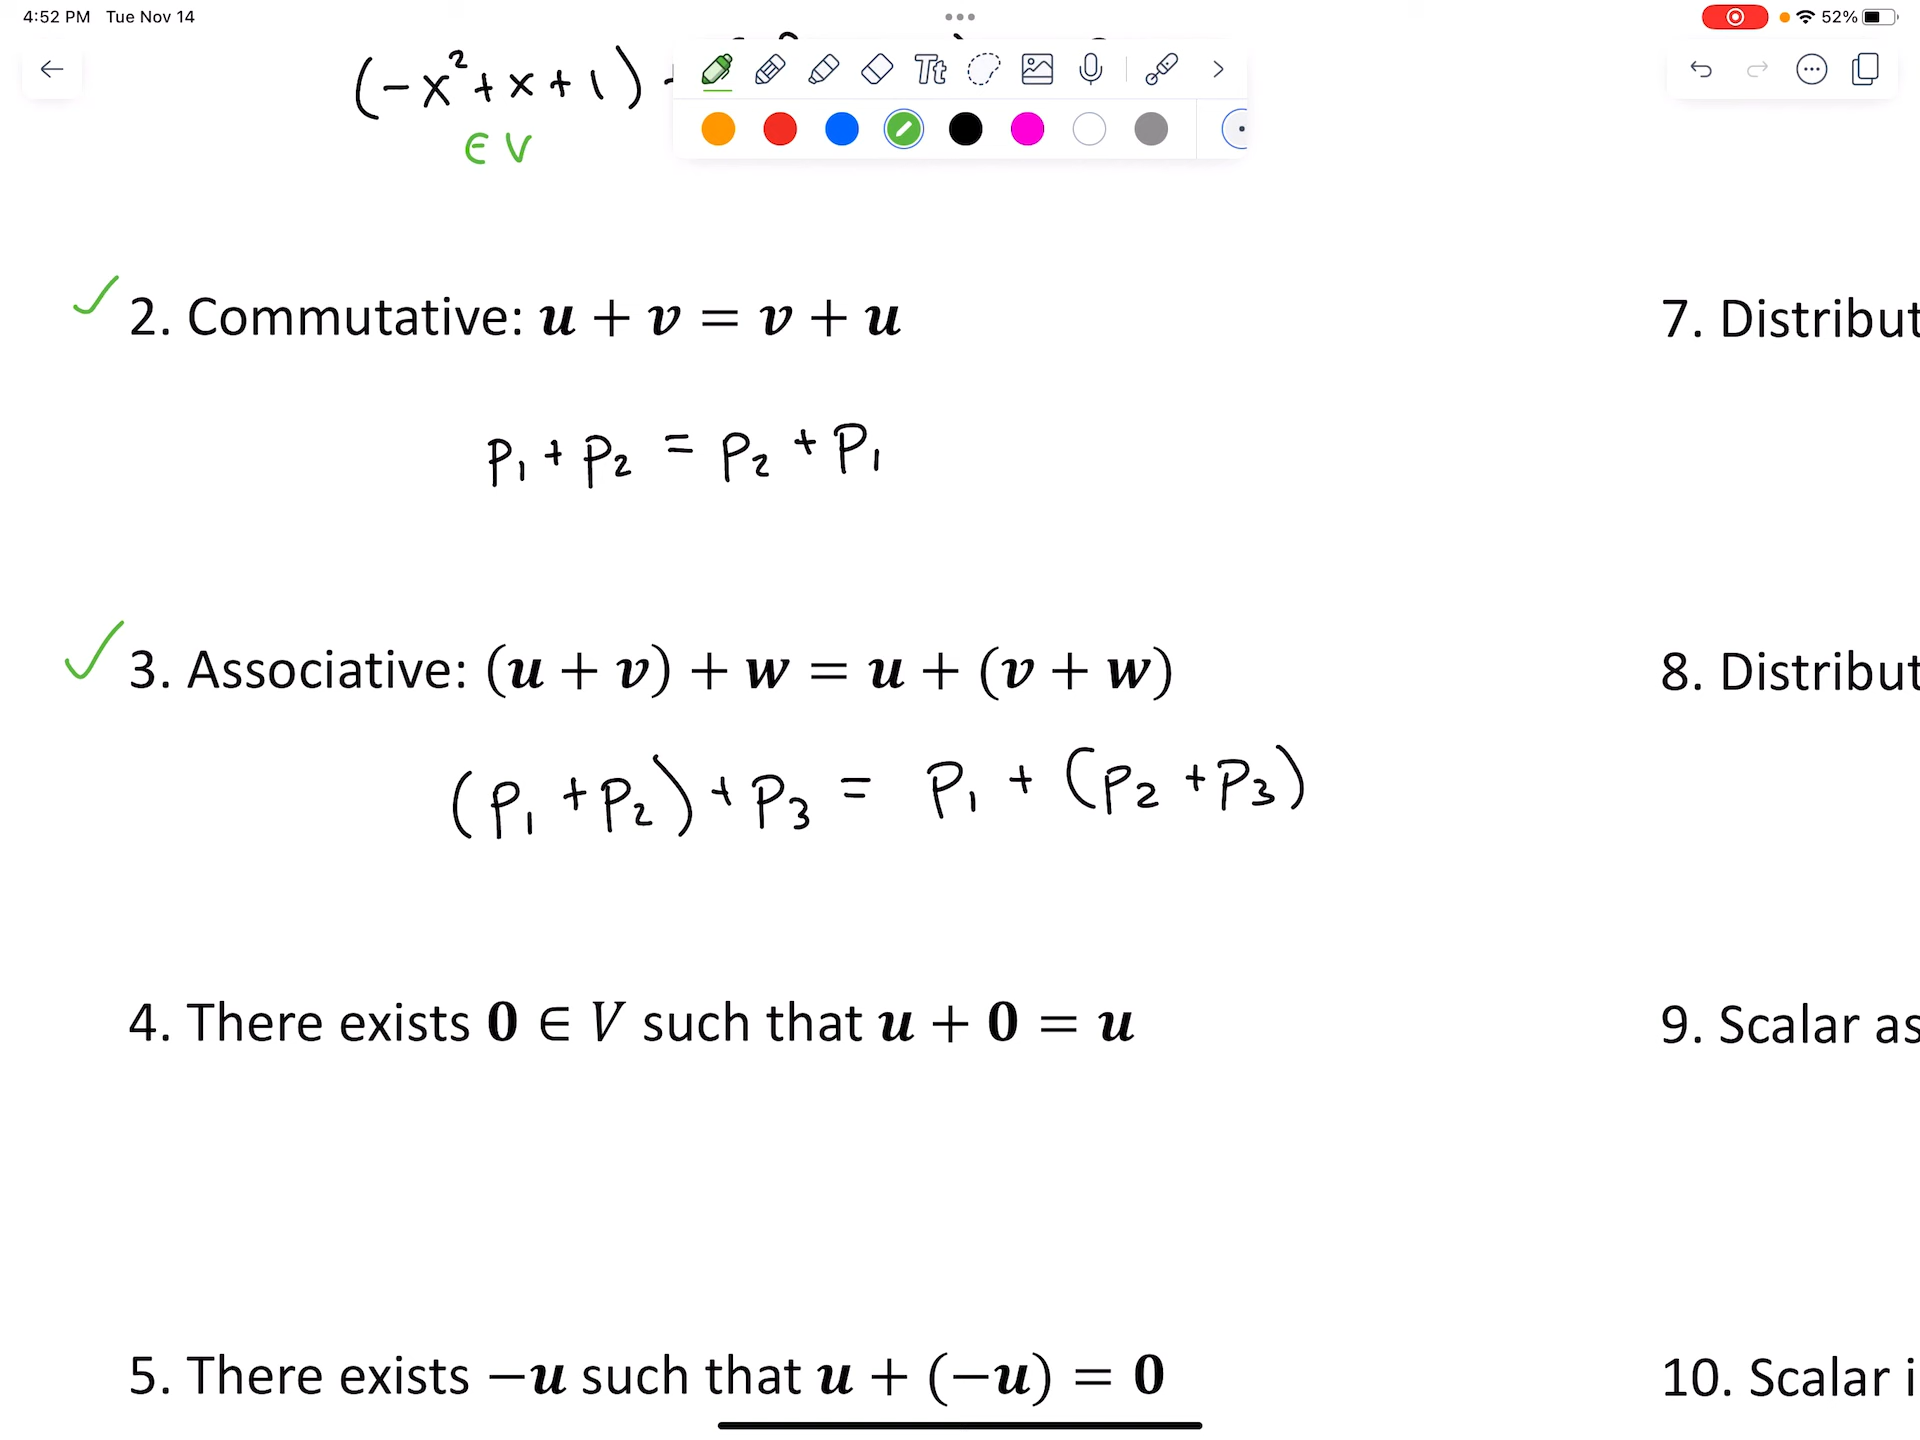 4:52 PM Tue Nov 14
52%
(-x²+x+1)
Tt
∈ V
2. Commutative: u + v = v + u
7. Distribut
p₁ + p₂ = p₂ + p₁
3. Associative: (u + v) + w = u + (v + w)
8. Distribut
(p₁ + p₂) + p₃ = p₁ + (p₂ + p₃)
4. There exists 0 ∈ V such that u + 0 = u
9. Scalar as
5. There exists −u such that u + (−u) = 0
10. Scalar i